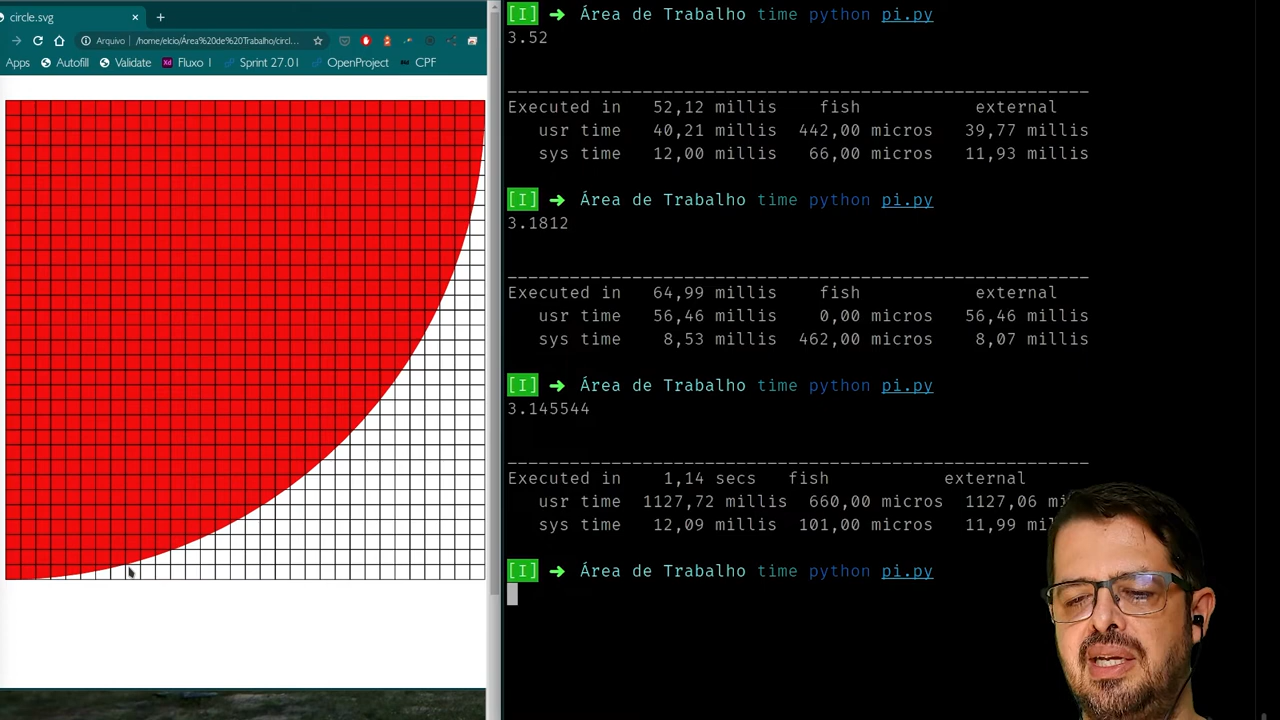 circle.svg
Arquivo
/home/elcio/Área%20de%20Trabalho/circl...
Apps Autofill Validate Fluxo 1 Sprint 27.01 OpenProject CPF
[I] ➜ Área de Trabalho time python pi.py
3.52
Executed in 52,12 millis fish external
usr time 40,21 millis 442,00 micros 39,77 millis
sys time 12,00 millis 66,00 micros 11,93 millis
[I] ➜ Área de Trabalho time python pi.py
3.1812
Executed in 64,99 millis fish external
usr time 56,46 millis 0,00 micros 56,46 millis
sys time 8,53 millis 462,00 micros 8,07 millis
[I] ➜ Área de Trabalho time python pi.py
3.145544
Executed in 1,14 secs fish external
usr time 1127,72 millis 660,00 micros 1127,06
sys time 12,09 millis 101,00 micros 11,99
[I] ➜ Área de Trabalho time python pi.py